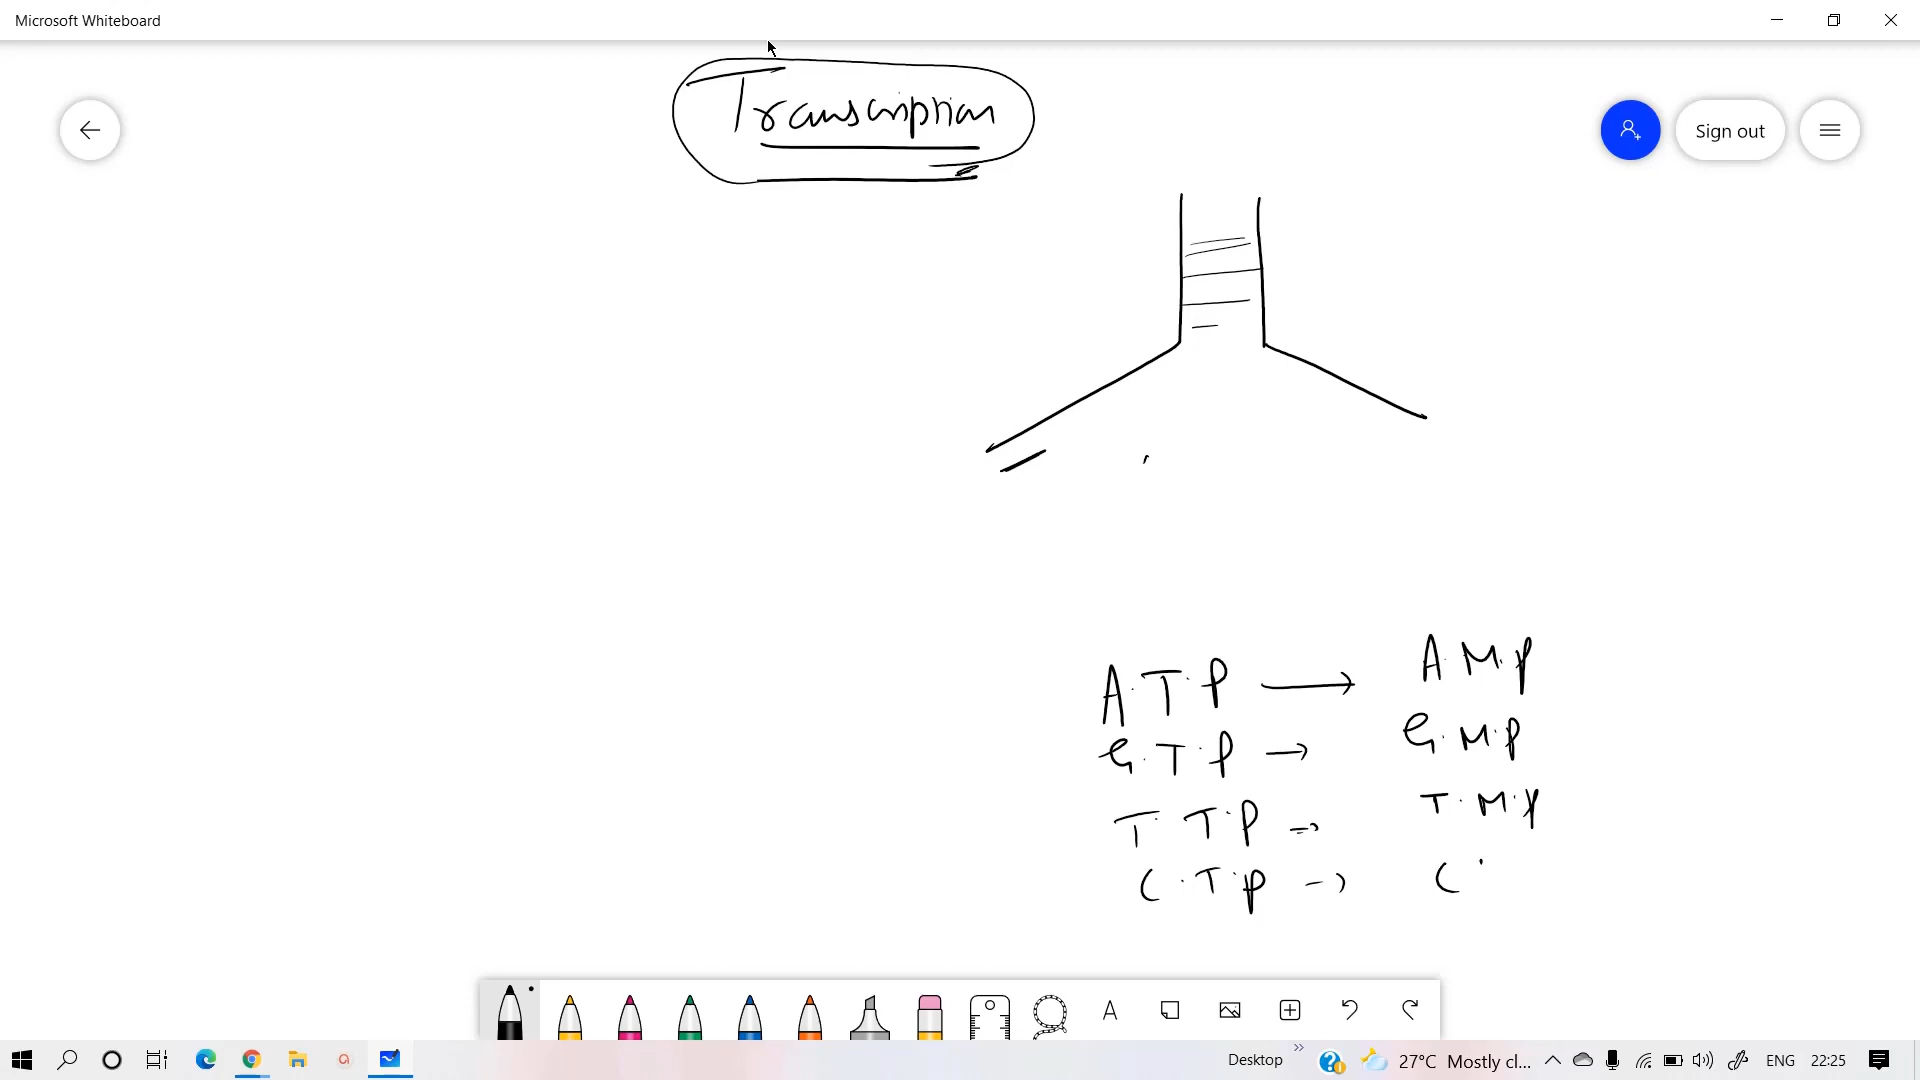 Microsoft Whiteboard
Transcription
Sign out
A.T.P → A.M.P
G.T.P → G.M.P
T.T.P → T.M.P
C.T.P → C.
A
Desktop
27°C Mostly cl...
ENG
22:25